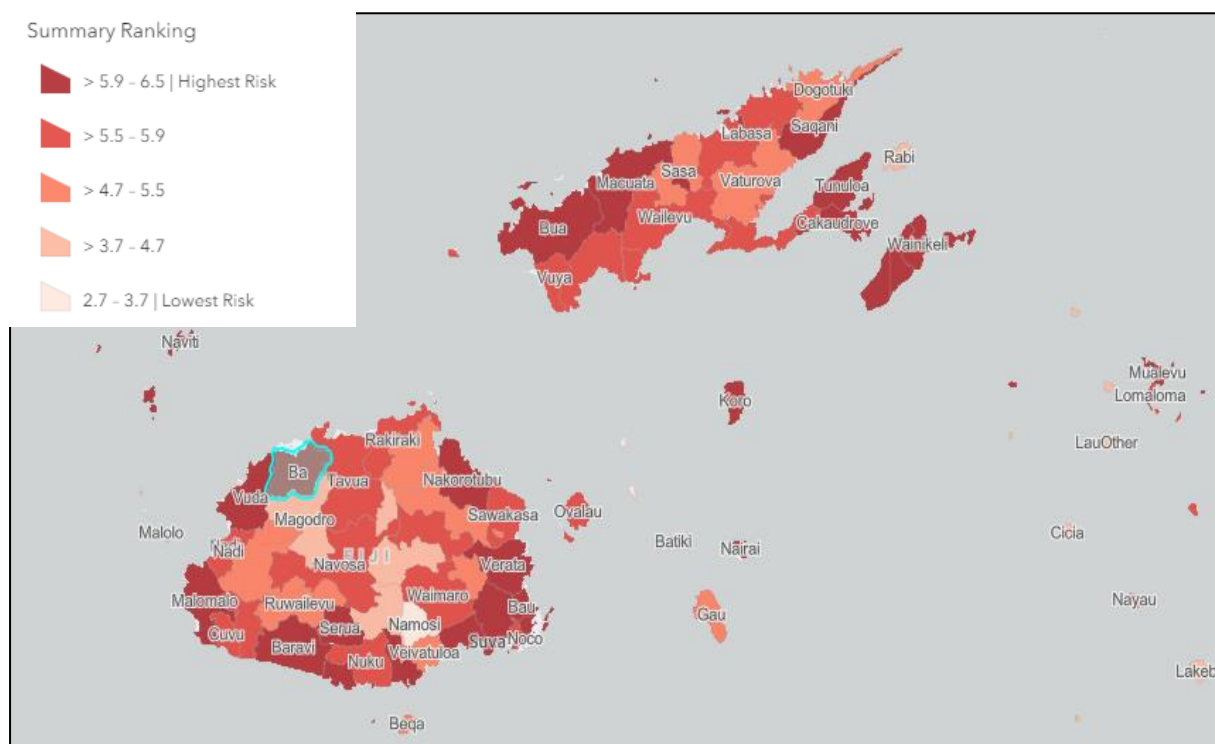 Summary Ranking
> 5.9 - 6.5 | Highest Risk
> 5.5 - 5.9
> 4.7 - 5.5
> 3.7 - 4.7
2.7 - 3.7 | Lowest Risk
Dogotuki
Labasa
Saqani
Rabi
Sasa
Macuata
Vaturova
Tunuloa
Wailevu
Cakaudrove
Bua
Wainikeli
Vuya
Naviti
Mualevu
Koro
Lomaloma
Rakiraki
LauOther
Ba
Tavua
Nakorotubu
Vuda
Sawakasa
Ovalau
Magodro
Malolo
Cicia
Batiki
Nairai
Nadi
FIJI
Navosa
Verata
Malomalo
Ruwailevu
Waimaro
Bau
Nayau
Gau
Cuvu
Serua
Namosi
Suva
Noco
Baravi
Nuku
Veivatuloa
Lakeb
Beqa